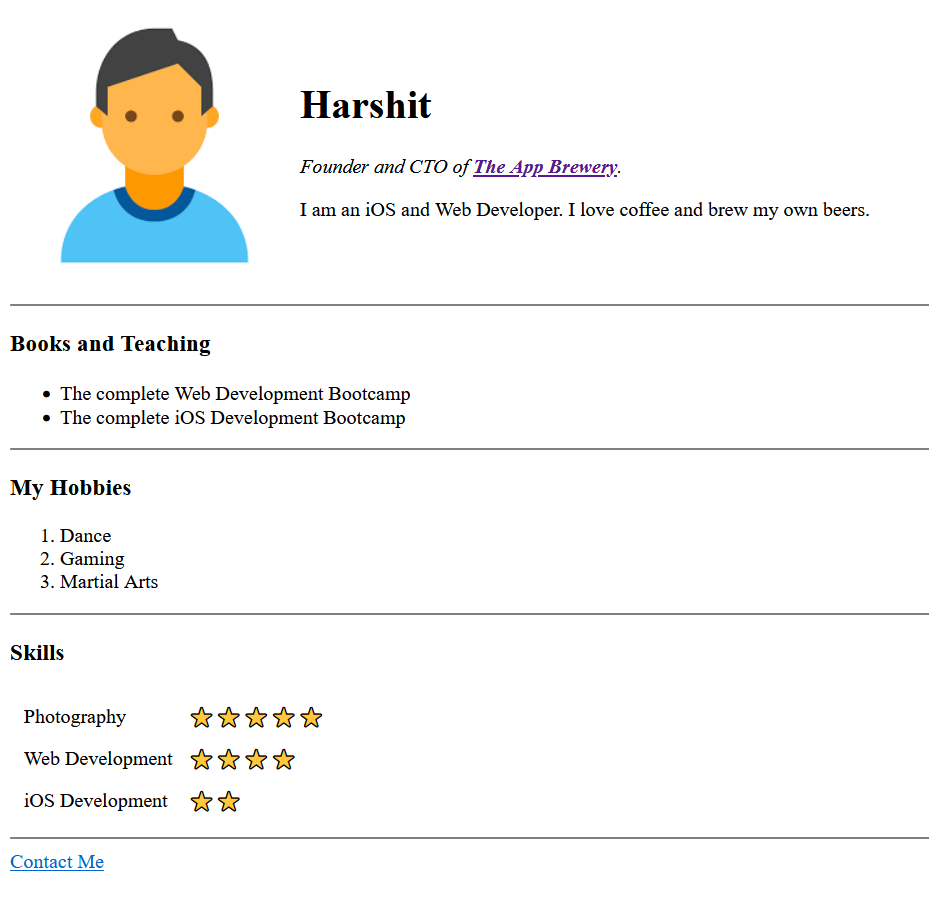 Harshit
Founder and CTO of The App Brewery.
I am an iOS and Web Developer. I love coffee and brew my own beers.
Books and Teaching
• The complete Web Development Bootcamp
• The complete iOS Development Bootcamp
My Hobbies
1. Dance
2. Gaming
3. Martial Arts
Skills
Photography ⭐⭐⭐⭐⭐
Web Development ⭐⭐⭐⭐
iOS Development ⭐⭐
Contact Me